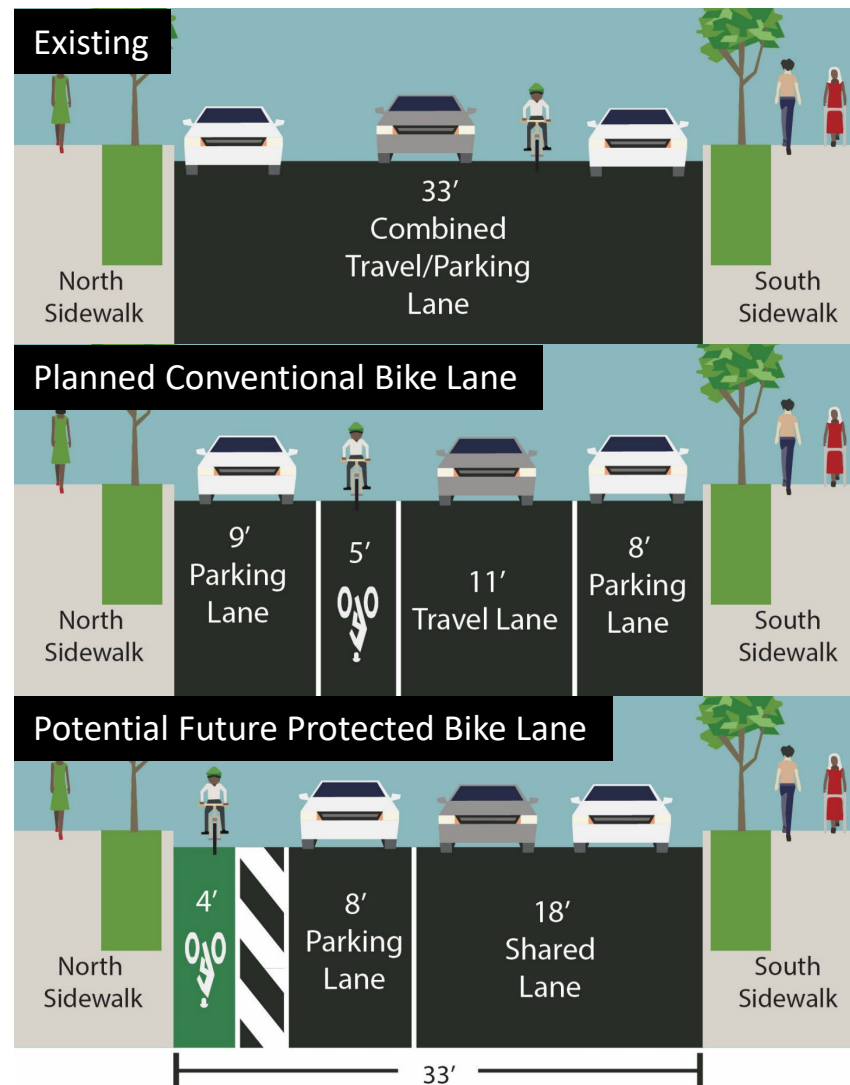 Existing
33′
Combined
Travel/Parking
Lane
North
Sidewalk
South
Sidewalk
Planned Conventional Bike Lane
9′
Parking
Lane
5′
11′
Travel Lane
8′
Parking
Lane
North
Sidewalk
South
Sidewalk
Potential Future Protected Bike Lane
4′
8′
Parking
Lane
18′
Shared
Lane
North
Sidewalk
South
Sidewalk
33′